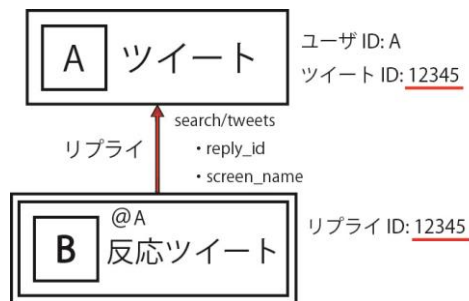 A ツイート
ユーザ ID: A
ツイート ID: 12345
リプライ
search/tweets
・reply_id
・screen_name
@A
B 反応ツイート
リプライ ID: 12345